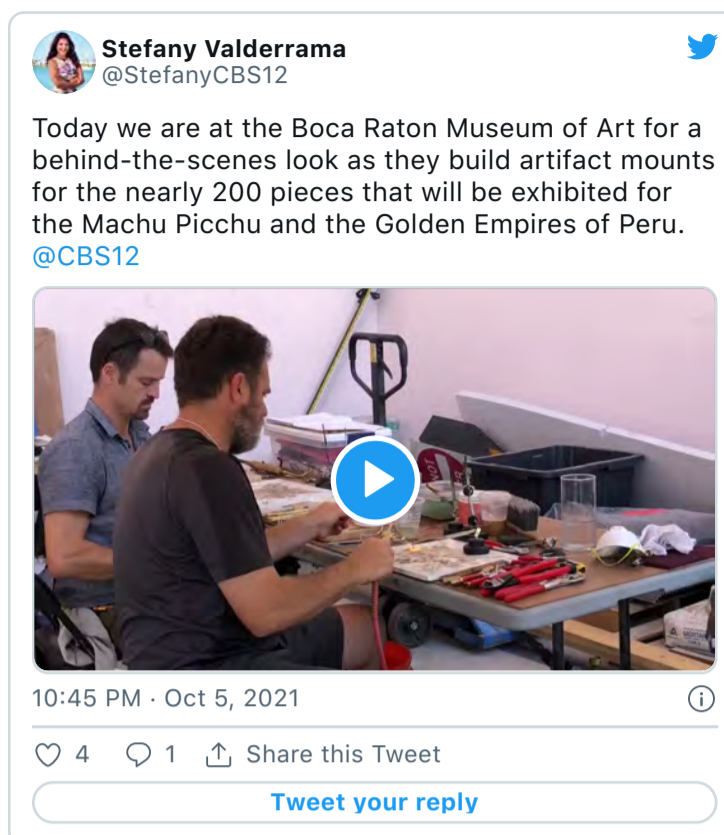 Stefany Valderrama
@StefanyCBS12
Today we are at the Boca Raton Museum of Art for a
behind-the-scenes look as they build artifact mounts
for the nearly 200 pieces that will be exhibited for
the Machu Picchu and the Golden Empires of Peru.
@CBS12
10:45 PM · Oct 5, 2021
4 1 Share this Tweet
Tweet your reply